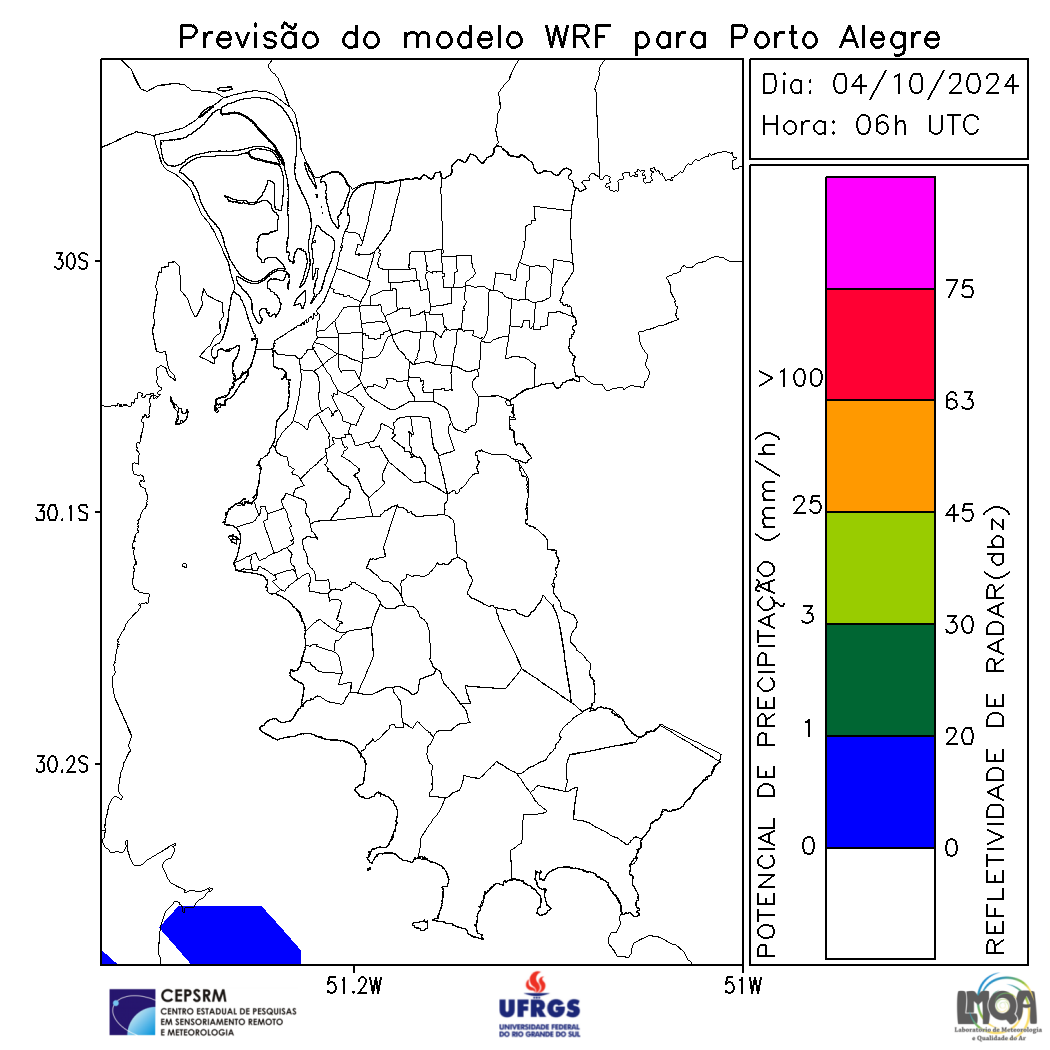 Previsão do modelo WRF para Porto Alegre
Dia: 04/10/2024
Hora: 06h UTC
30S
30.1S
30.2S
51.2W
51W
POTENCIAL DE PRECIPITAÇÃO (mm/h)
>100
25
3
1
0
75
63
45
30
20
0
REFLETIVIDADE DE RADAR(dbz)
CEPSRM
CENTRO ESTADUAL DE PESQUISAS
EM SENSORIAMENTO REMOTO
E METEOROLOGIA
UFRGS
UNIVERSIDADE FEDERAL
DO RIO GRANDE DO SUL
LMQA
Laboratório de Meteorologia
e Qualidade do Ar